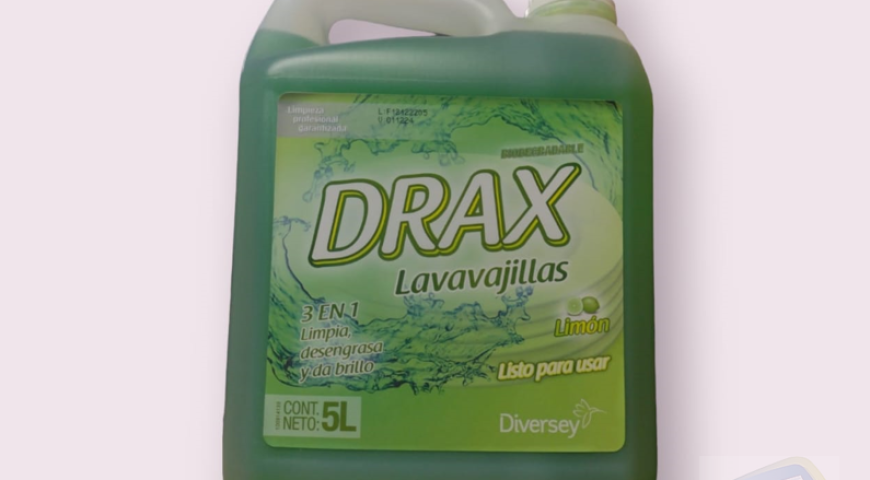 Limpieza
profesional
garantizada
BIODEGRADABLE
DRAX
Lavavajillas
3 EN 1
Limpia,
desengrasa
y da brillo
Limón
Listo para usar
CONT.
NETO: 5L
Diversey